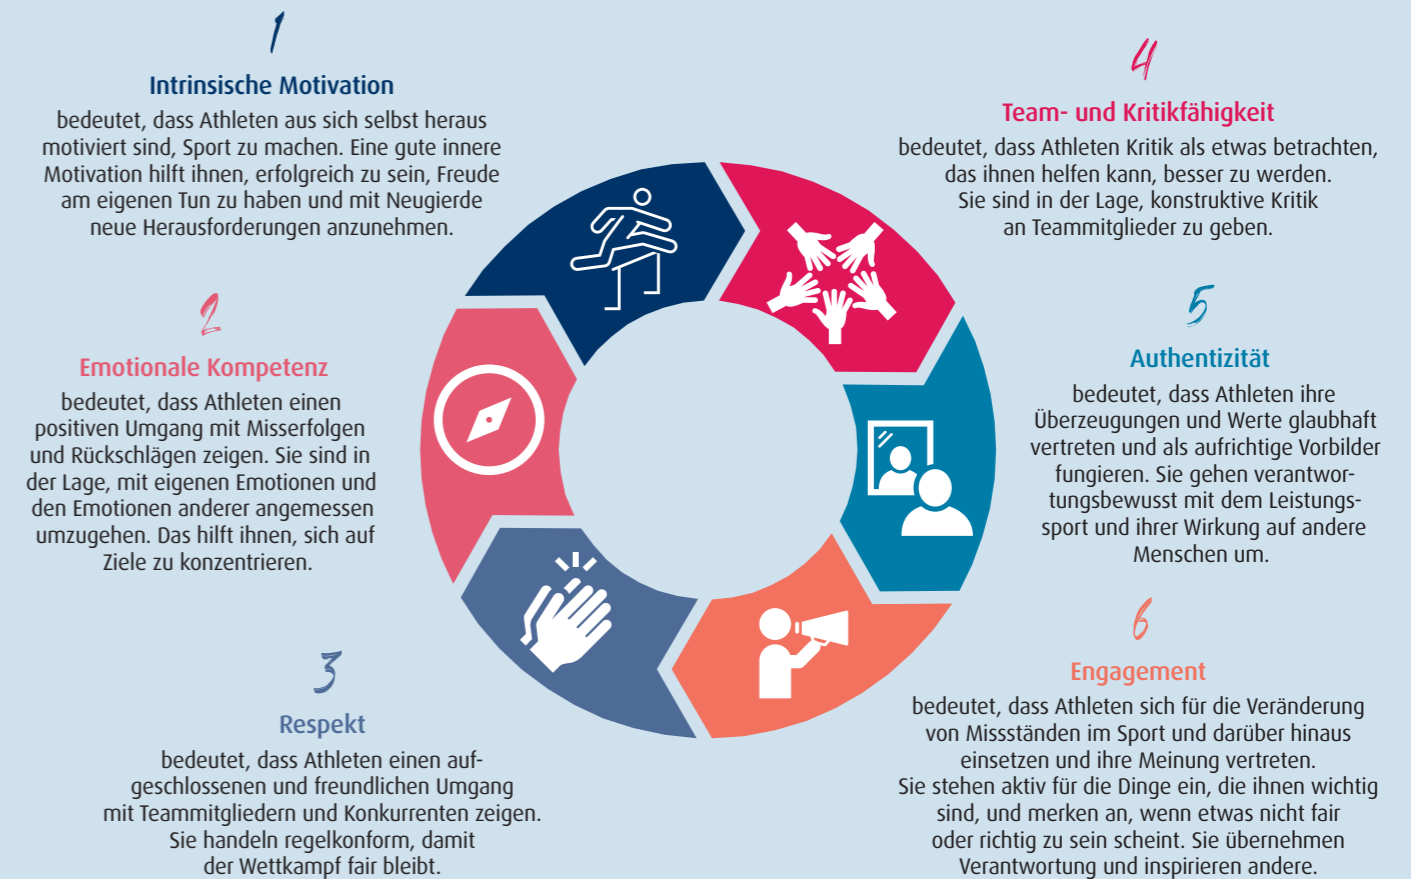 1
Intrinsische Motivation
bedeutet, dass Athleten aus sich selbst heraus
motiviert sind, Sport zu machen. Eine gute innere
Motivation hilft ihnen, erfolgreich zu sein, Freude
am eigenen Tun zu haben und mit Neugierde
neue Herausforderungen anzunehmen.
2
Emotionale Kompetenz
bedeutet, dass Athleten einen
positiven Umgang mit Misserfolgen
und Rückschlägen zeigen. Sie sind in
der Lage, mit eigenen Emotionen und
den Emotionen anderer angemessen
umzugehen. Das hilft ihnen, sich auf
Ziele zu konzentrieren.
3
Respekt
bedeutet, dass Athleten einen auf-
geschlossenen und freundlichen Umgang
mit Teammitgliedern und Konkurrenten zeigen.
Sie handeln regelkonform, damit
der Wettkampf fair bleibt.
4
Team- und Kritikfähigkeit
bedeutet, dass Athleten Kritik als etwas betrachten,
das ihnen helfen kann, besser zu werden.
Sie sind in der Lage, konstruktive Kritik
an Teammitglieder zu geben.
5
Authentizität
bedeutet, dass Athleten ihre
Überzeugungen und Werte glaubhaft
vertreten und als aufrichtige Vorbilder
fungieren. Sie gehen verantwor-
tungsbewusst mit dem Leistungs-
sport und ihrer Wirkung auf andere
Menschen um.
6
Engagement
bedeutet, dass Athleten sich für die Veränderung
von Missständen im Sport und darüber hinaus
einsetzen und ihre Meinung vertreten.
Sie stehen aktiv für die Dinge ein, die ihnen wichtig
sind, und merken an, wenn etwas nicht fair
oder richtig zu sein scheint. Sie übernehmen
Verantwortung und inspirieren andere.